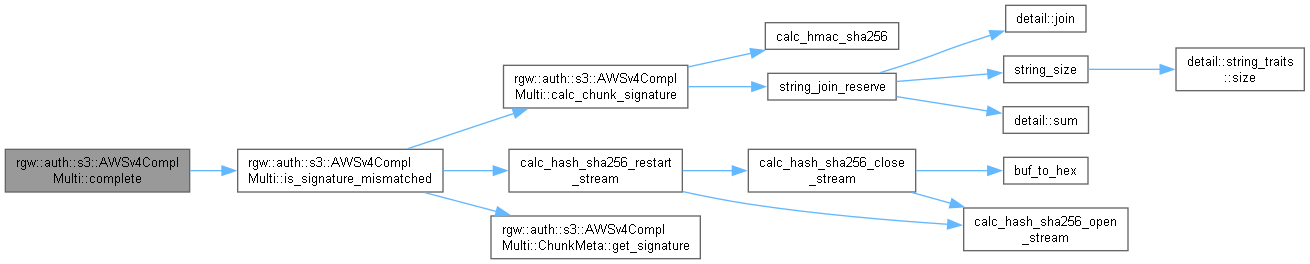 rgw::auth::s3::AWSv4Compl
Multi::complete
rgw::auth::s3::AWSv4Compl
Multi::is_signature_mismatched
rgw::auth::s3::AWSv4Compl
Multi::calc_chunk_signature
calc_hmac_sha256
string_join_reserve
detail::join
string_size
detail::string_traits
::size
detail::sum
calc_hash_sha256_restart
_stream
calc_hash_sha256_close
_stream
buf_to_hex
calc_hash_sha256_open
_stream
rgw::auth::s3::AWSv4Compl
Multi::ChunkMeta::get_signature